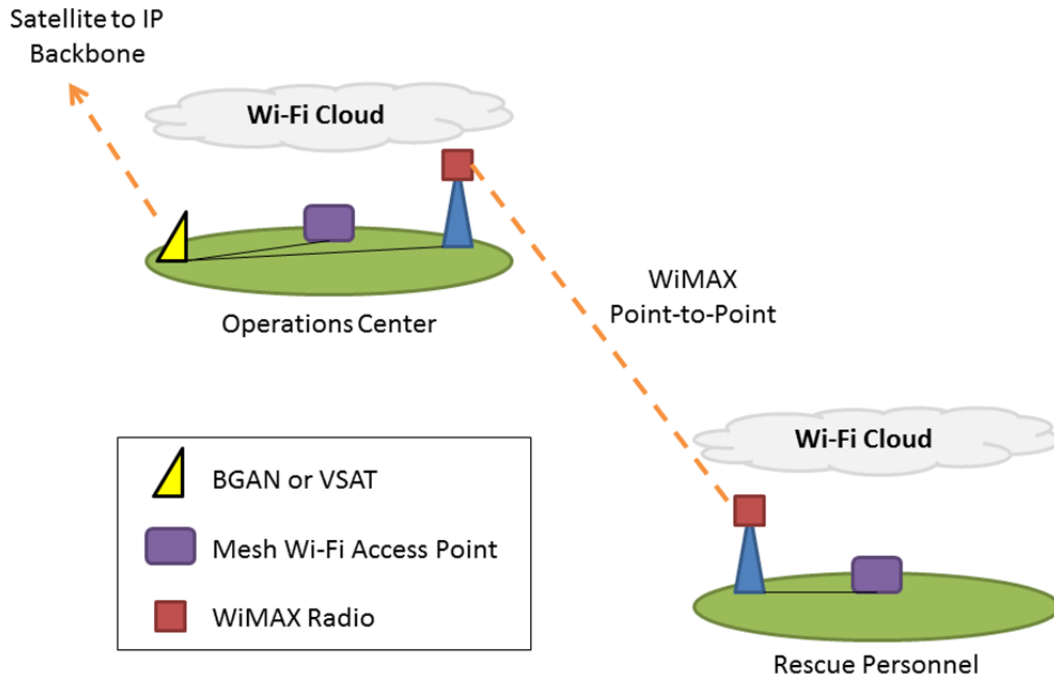 Satellite to IP
Backbone
Wi-Fi Cloud
Operations Center
WiMAX
Point-to-Point
Wi-Fi Cloud
BGAN or VSAT
Mesh Wi-Fi Access Point
WiMAX Radio
Rescue Personnel